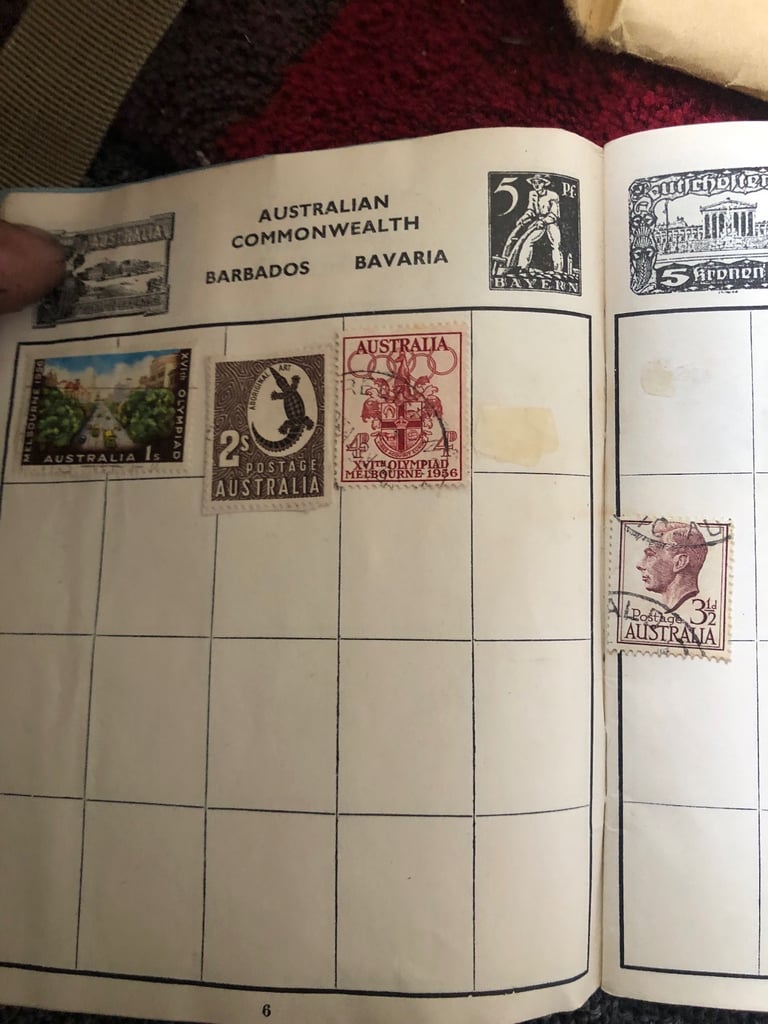 AUSTRALIAN
COMMONWEALTH
BARBADOS BAVARIA
AUSTRALIA
5 Pf.
BAYERN
5 Kronen
MELBOURNE 1956
XVIth OLYMPIAD
AUSTRALIA 1s
ABORIGINAL ART
2s
POSTAGE
AUSTRALIA
AUSTRALIA
4D 4D
XVITH OLYMPIAD
MELBOURNE 1956
Postage 3½d
AUSTRALIA
6